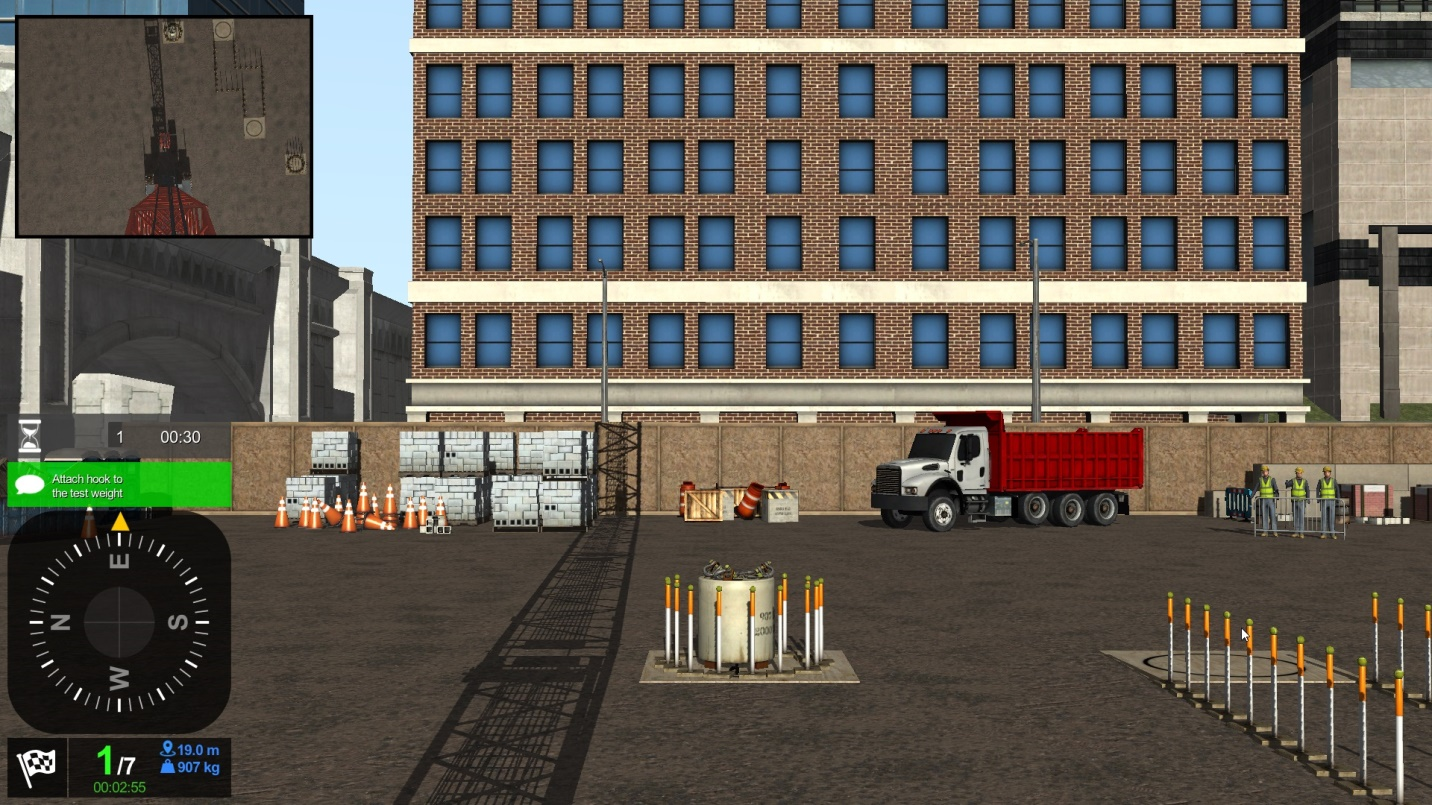 1 00:30
Attach hook to
the test weight
E
N
S
W
1/7
00:02:55
19.0 m
907 kg